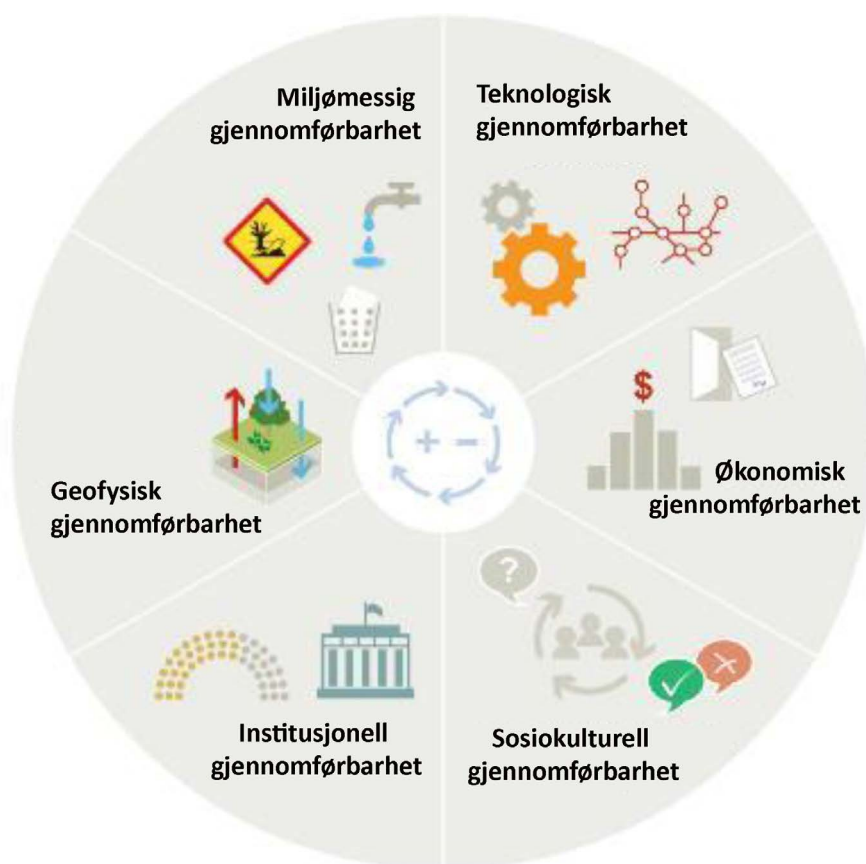 Miljømessig
gjennomførbarhet
Teknologisk
gjennomførbarhet
$
Økonomisk
gjennomførbarhet
+ −
Geofysisk
gjennomførbarhet
?
Institusjonell
gjennomførbarhet
Sosiokulturell
gjennomførbarhet